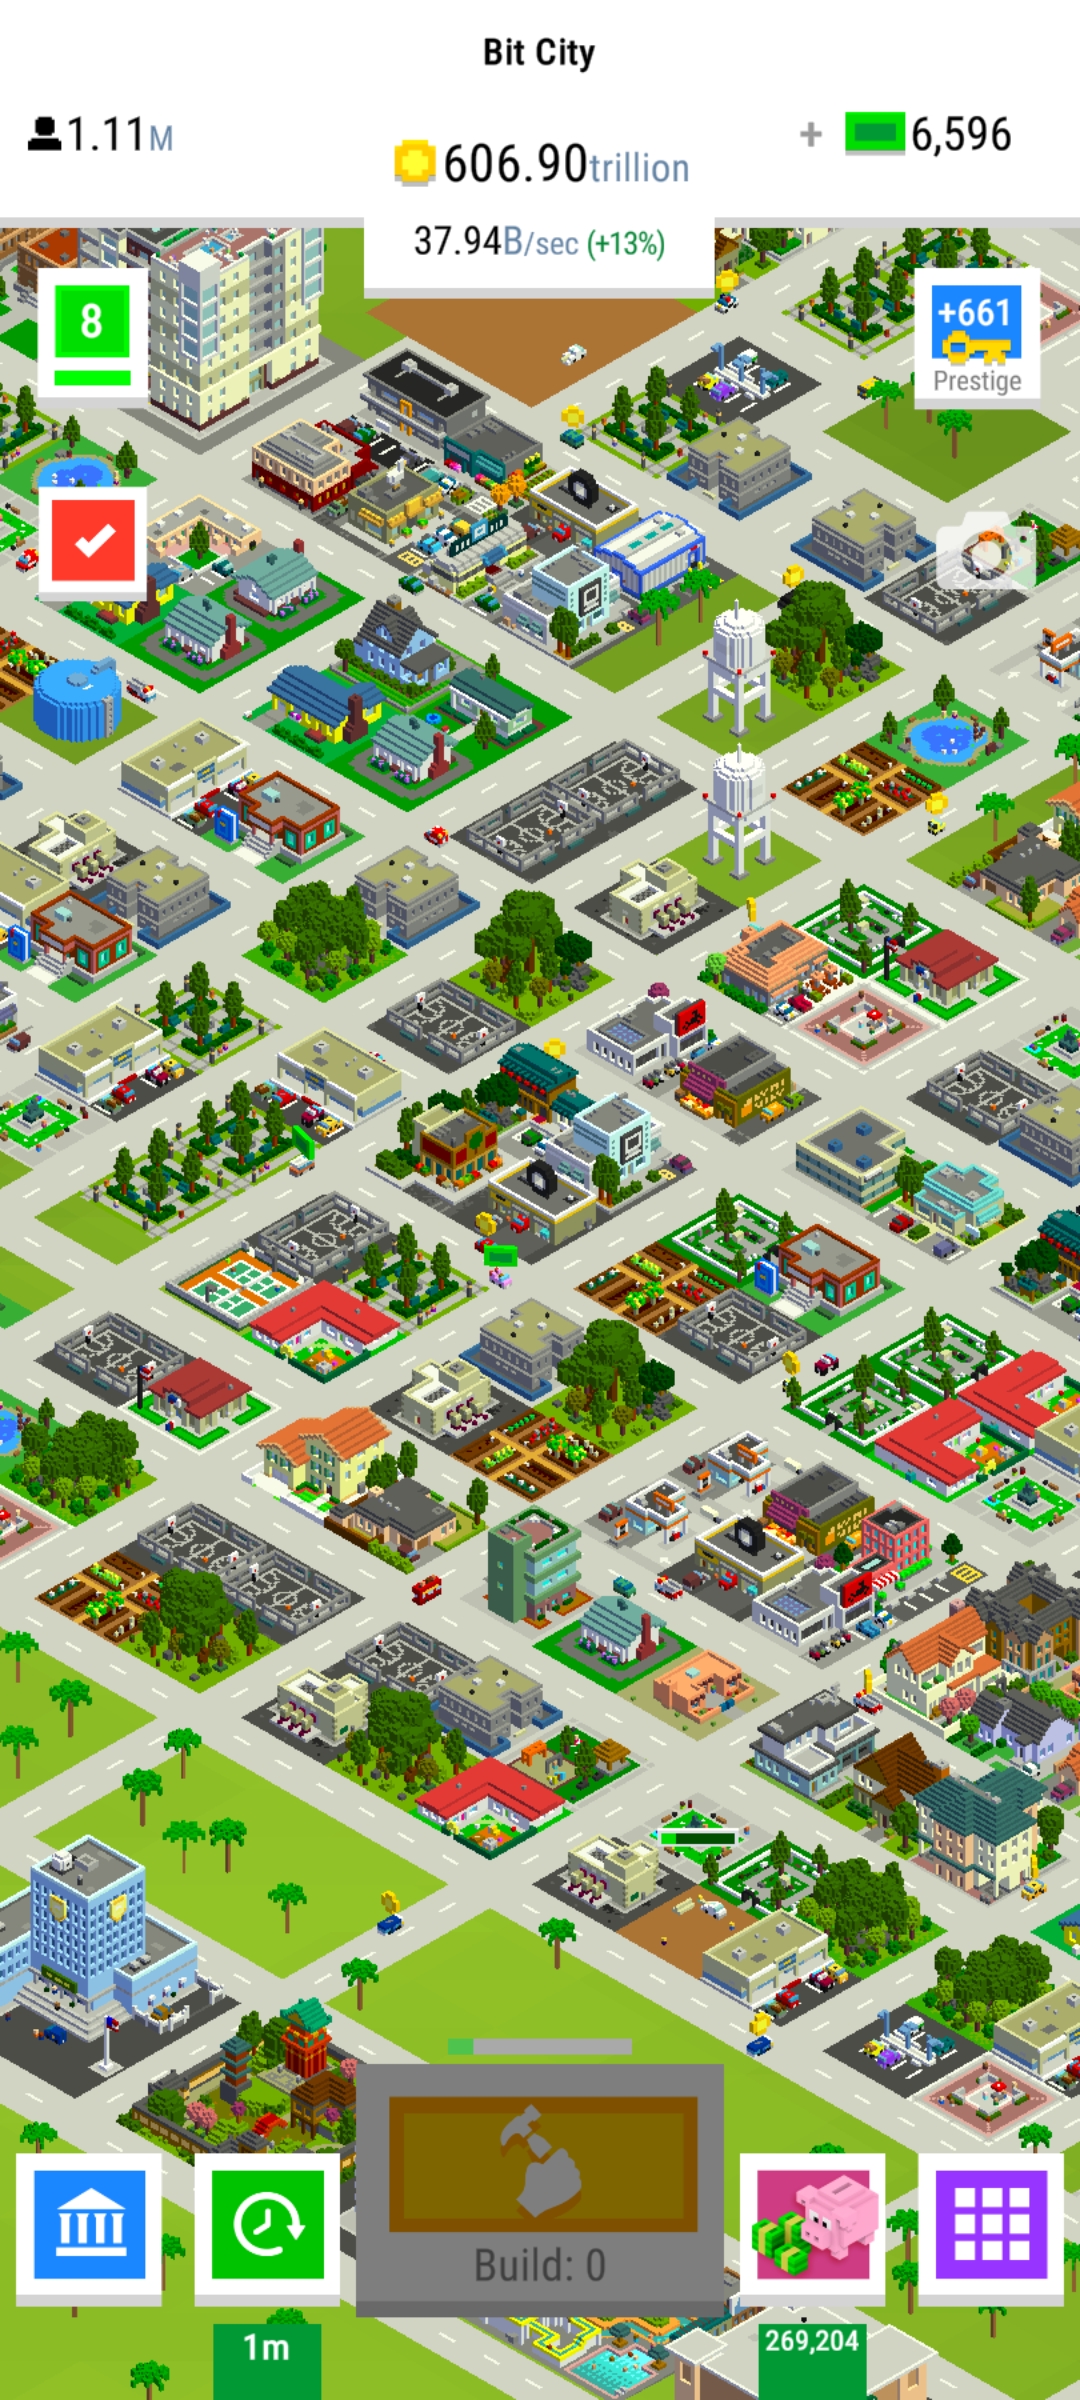 Bit City
1.11M
606.90trillion
+ 6,596
37.94B/sec (+13%)
8
+661
Prestige
Build: 0
1m
269,204